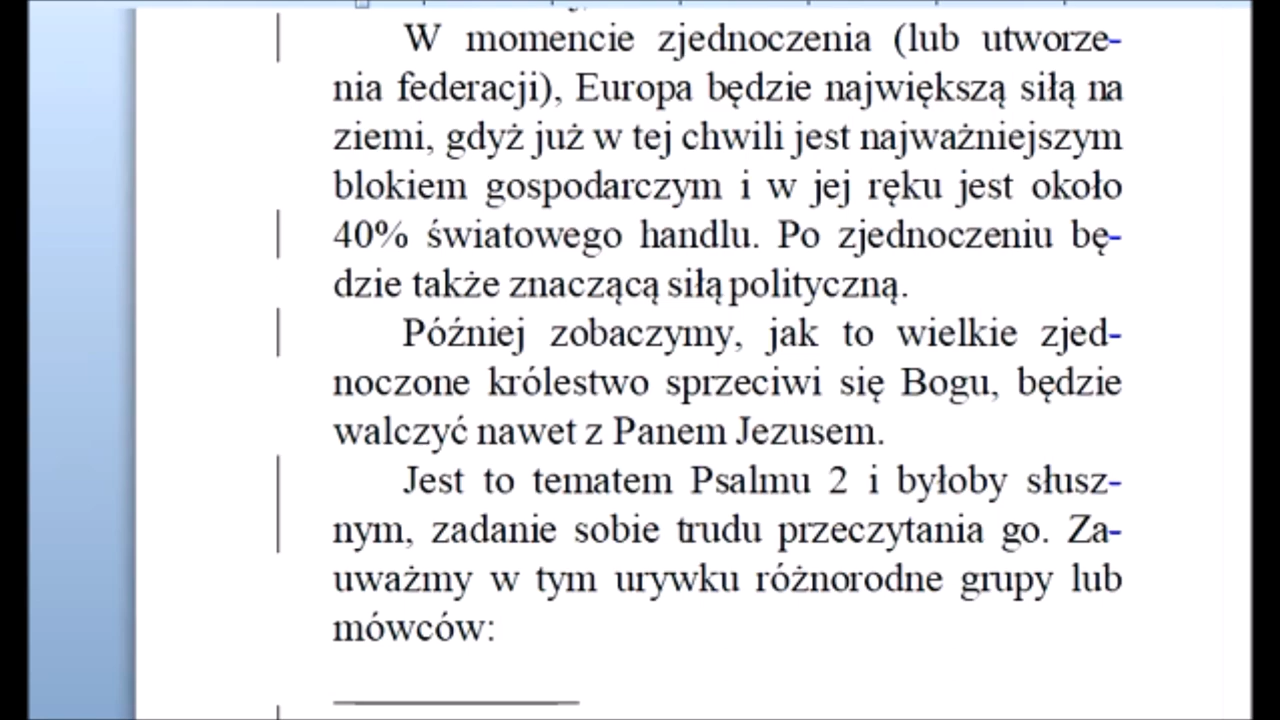 W momencie zjednoczenia (lub utworze-
nia federacji), Europa będzie największą siłą na
ziemi, gdyż już w tej chwili jest najważniejszym
blokiem gospodarczym i w jej ręku jest około
40% światowego handlu. Po zjednoczeniu bę-
dzie także znaczącą siłą polityczną.
Później zobaczymy, jak to wielkie zjed-
noczone królestwo sprzeciwi się Bogu, będzie
walczyć nawet z Panem Jezusem.
Jest to tematem Psalmu 2 i byłoby słusz-
nym, zadanie sobie trudu przeczytania go. Za-
uważmy w tym urywku różnorodne grupy lub
mówców: